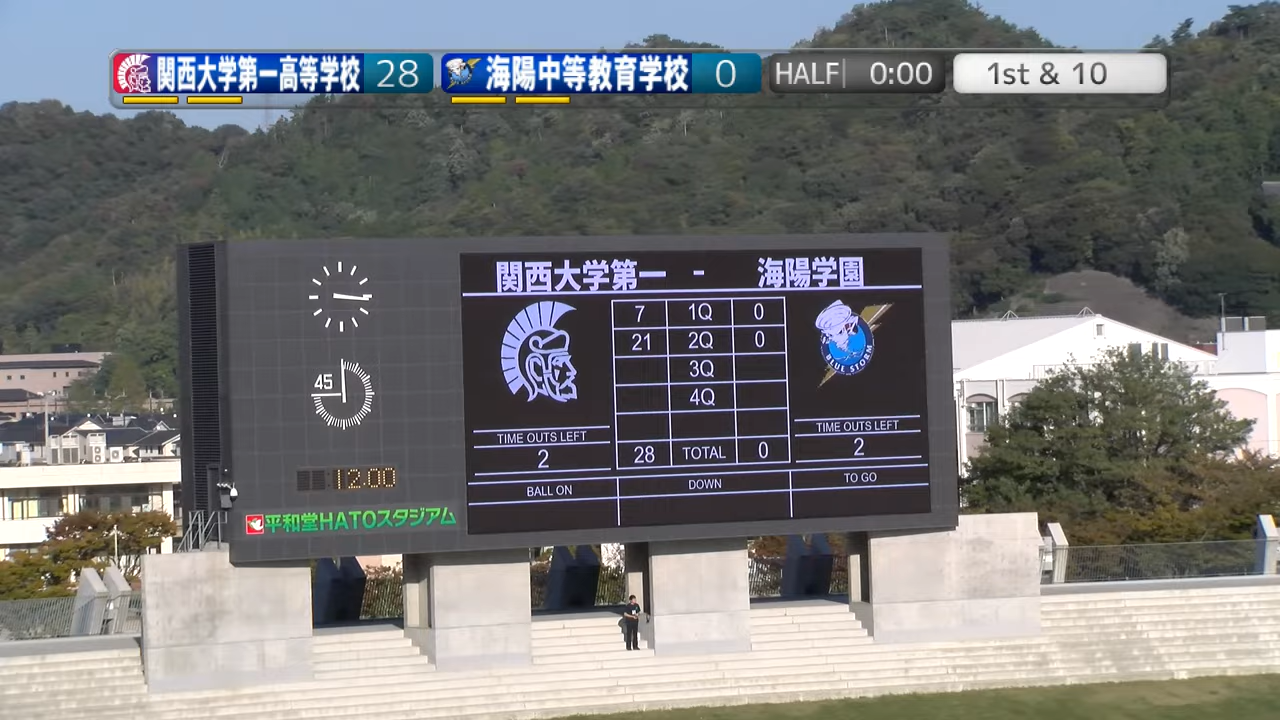 関西大学第一高等学校 28 海陽中等教育学校 0 HALF 0:00 1st & 10
関西大学第一 - 海陽学園
7 1Q 0
21 2Q 0
3Q
4Q
28 TOTAL 0
TIME OUTS LEFT
2
TIME OUTS LEFT
2
BLUE STORM
BALL ON DOWN TO GO
45
12.00
平和堂HATOスタジアム